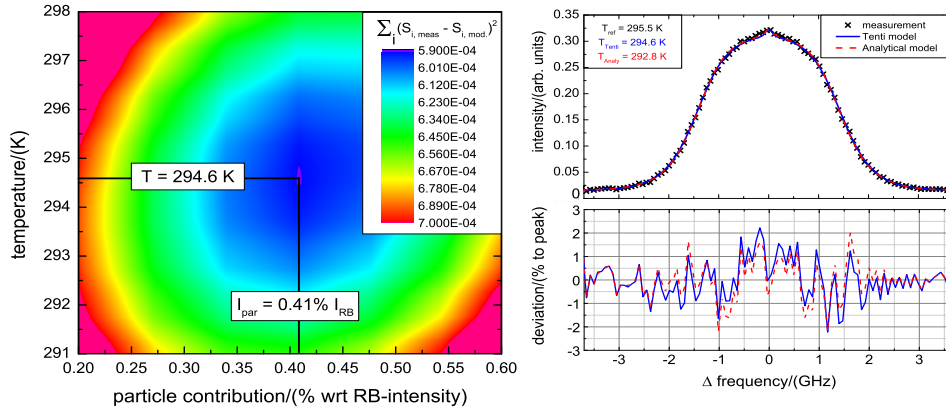 298
297
296
295
294
293
292
291
temperature/(K)
0.20
0.25
0.30
0.35
0.40
0.45
0.50
0.55
0.60
particle contribution/(% wrt RB-intensity)
T = 294.6 K
I_par = 0.41% I_RB
∑_i(S_i, meas - S_i, mod.)²
5.900E-04
6.010E-04
6.120E-04
6.230E-04
6.340E-04
6.450E-04
6.560E-04
6.670E-04
6.780E-04
6.890E-04
7.000E-04
0.35
0.30
0.25
0.20
0.15
0.10
0.05
0
intensity/(arb. units)
T_ref = 295.5 K
T_Tenti = 294.6 K
T_Analy = 292.8 K
measurement
Tenti model
Analytical model
3
2
1
0
-1
-2
-3
deviation/(% to peak)
-3
-2
-1
0
1
2
3
Δ frequency/(GHz)